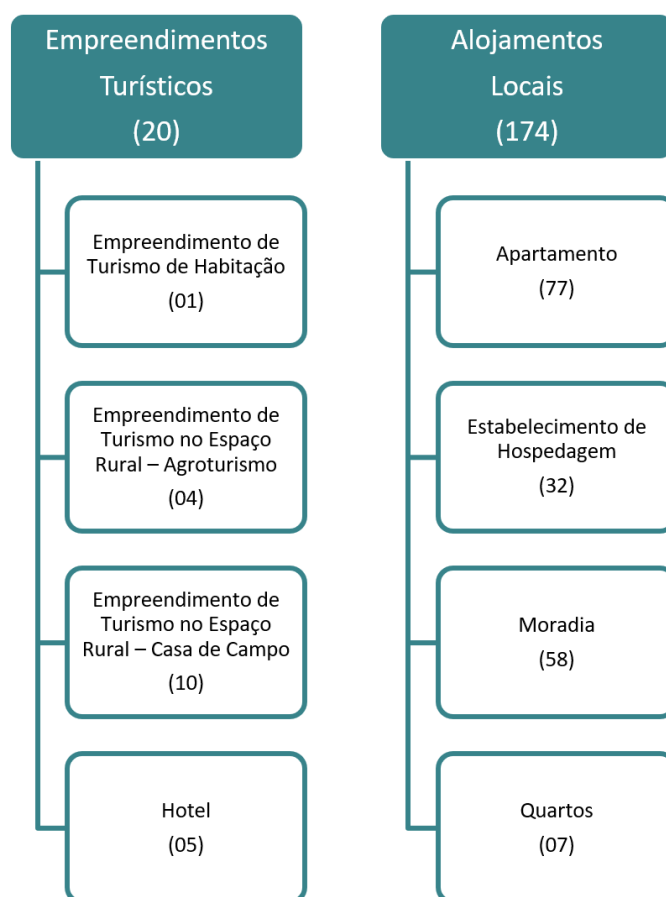 Empreendimentos
Turísticos
(20)
Empreendimento de
Turismo de Habitação
(01)
Empreendimento de
Turismo no Espaço
Rural – Agroturismo
(04)
Empreendimento de
Turismo no Espaço
Rural – Casa de Campo
(10)
Hotel
(05)
Alojamentos
Locais
(174)
Apartamento
(77)
Estabelecimento de
Hospedagem
(32)
Moradia
(58)
Quartos
(07)